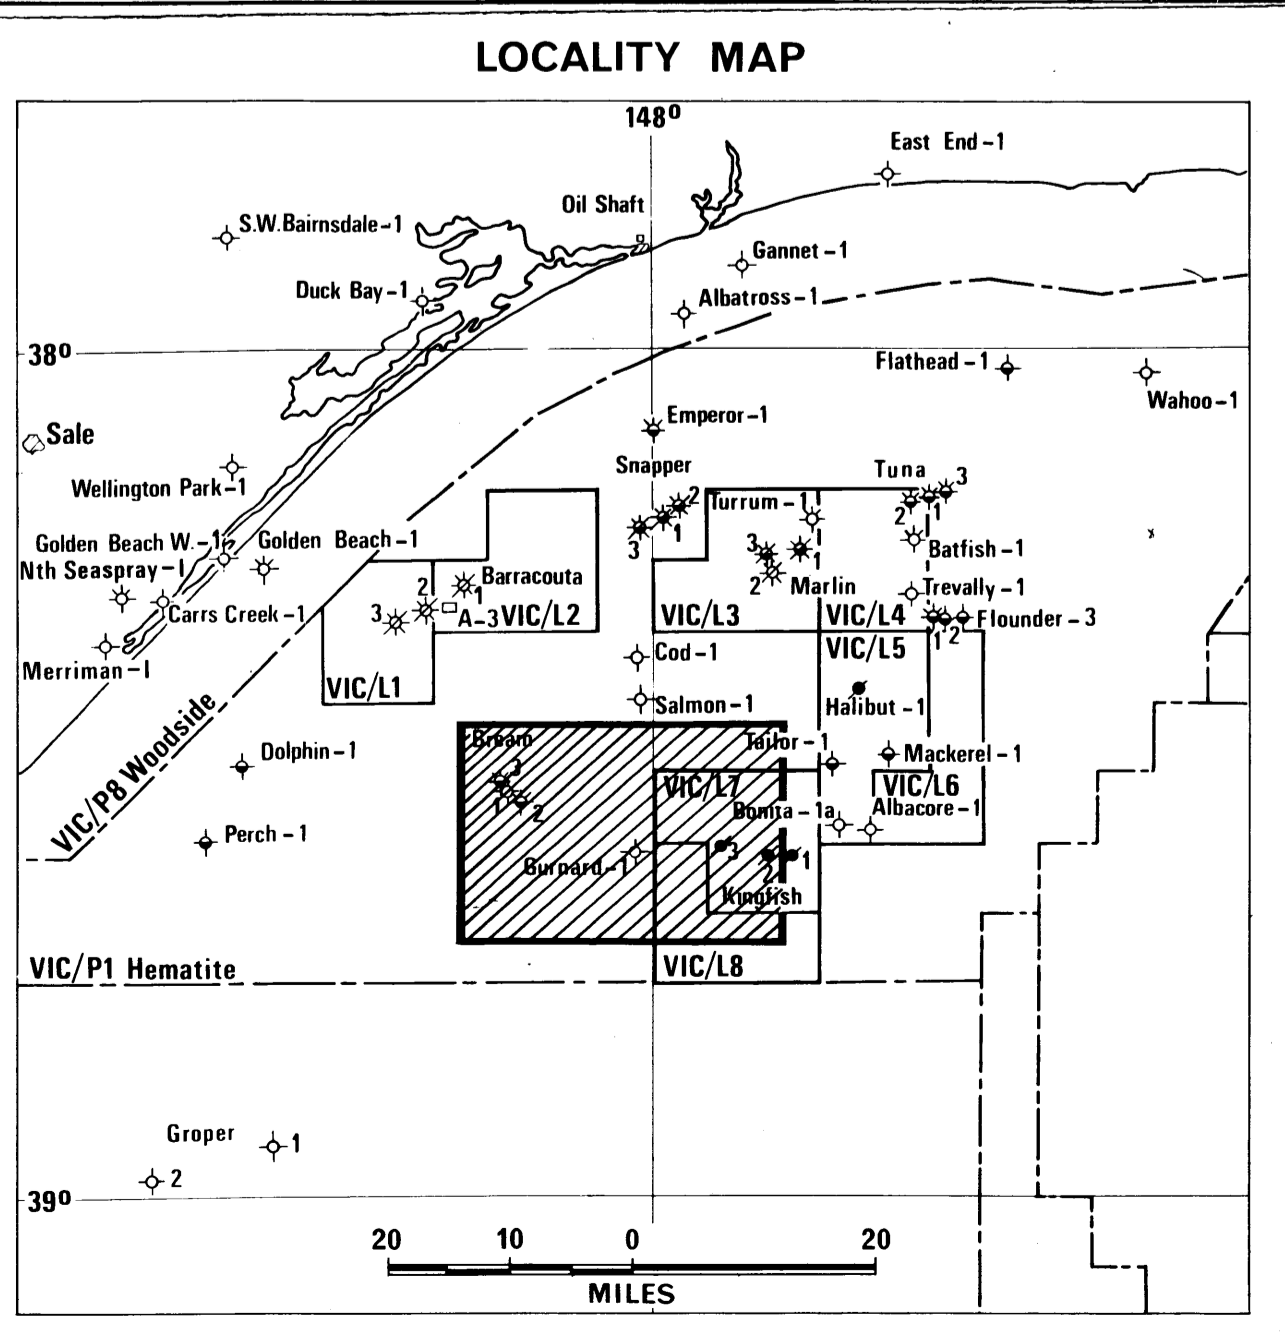 LOCALITY MAP
148º
East End-1
Oil Shaft
S.W.Bairnsdale-1
Gannet-1
Duck Bay-1
Albatross-1
38º
Flathead-1
Wahoo-1
Emperor-1
Sale
Snapper
2
1
3
Tuna
3
2
1
Wellington Park-1
Turrum-1
Golden Beach W.-1
Golden Beach-1
Batfish-1
Nth Seaspray-1
3
1
2
Marlin
Barracouta
1
2
3
A-3
VIC/L2
Trevally-1
Carrs Creek-1
VIC/L3
VIC/L4
1
2
Flounder-3
Merriman-1
Cod-1
VIC/L5
VIC/L1
Salmon-1
Halibut-1
VIC/P8 Woodside
Bream
Tailor-1
Dolphin-1
Mackerel-1
3
1
2
VIC/L7
VIC/L6
Bonita-1a
Albacore-1
Perch-1
Gurnard-1
3
2
1
Kingfish
VIC/P1 Hematite
VIC/L8
Groper
1
2
39º
20 10 0 20
MILES